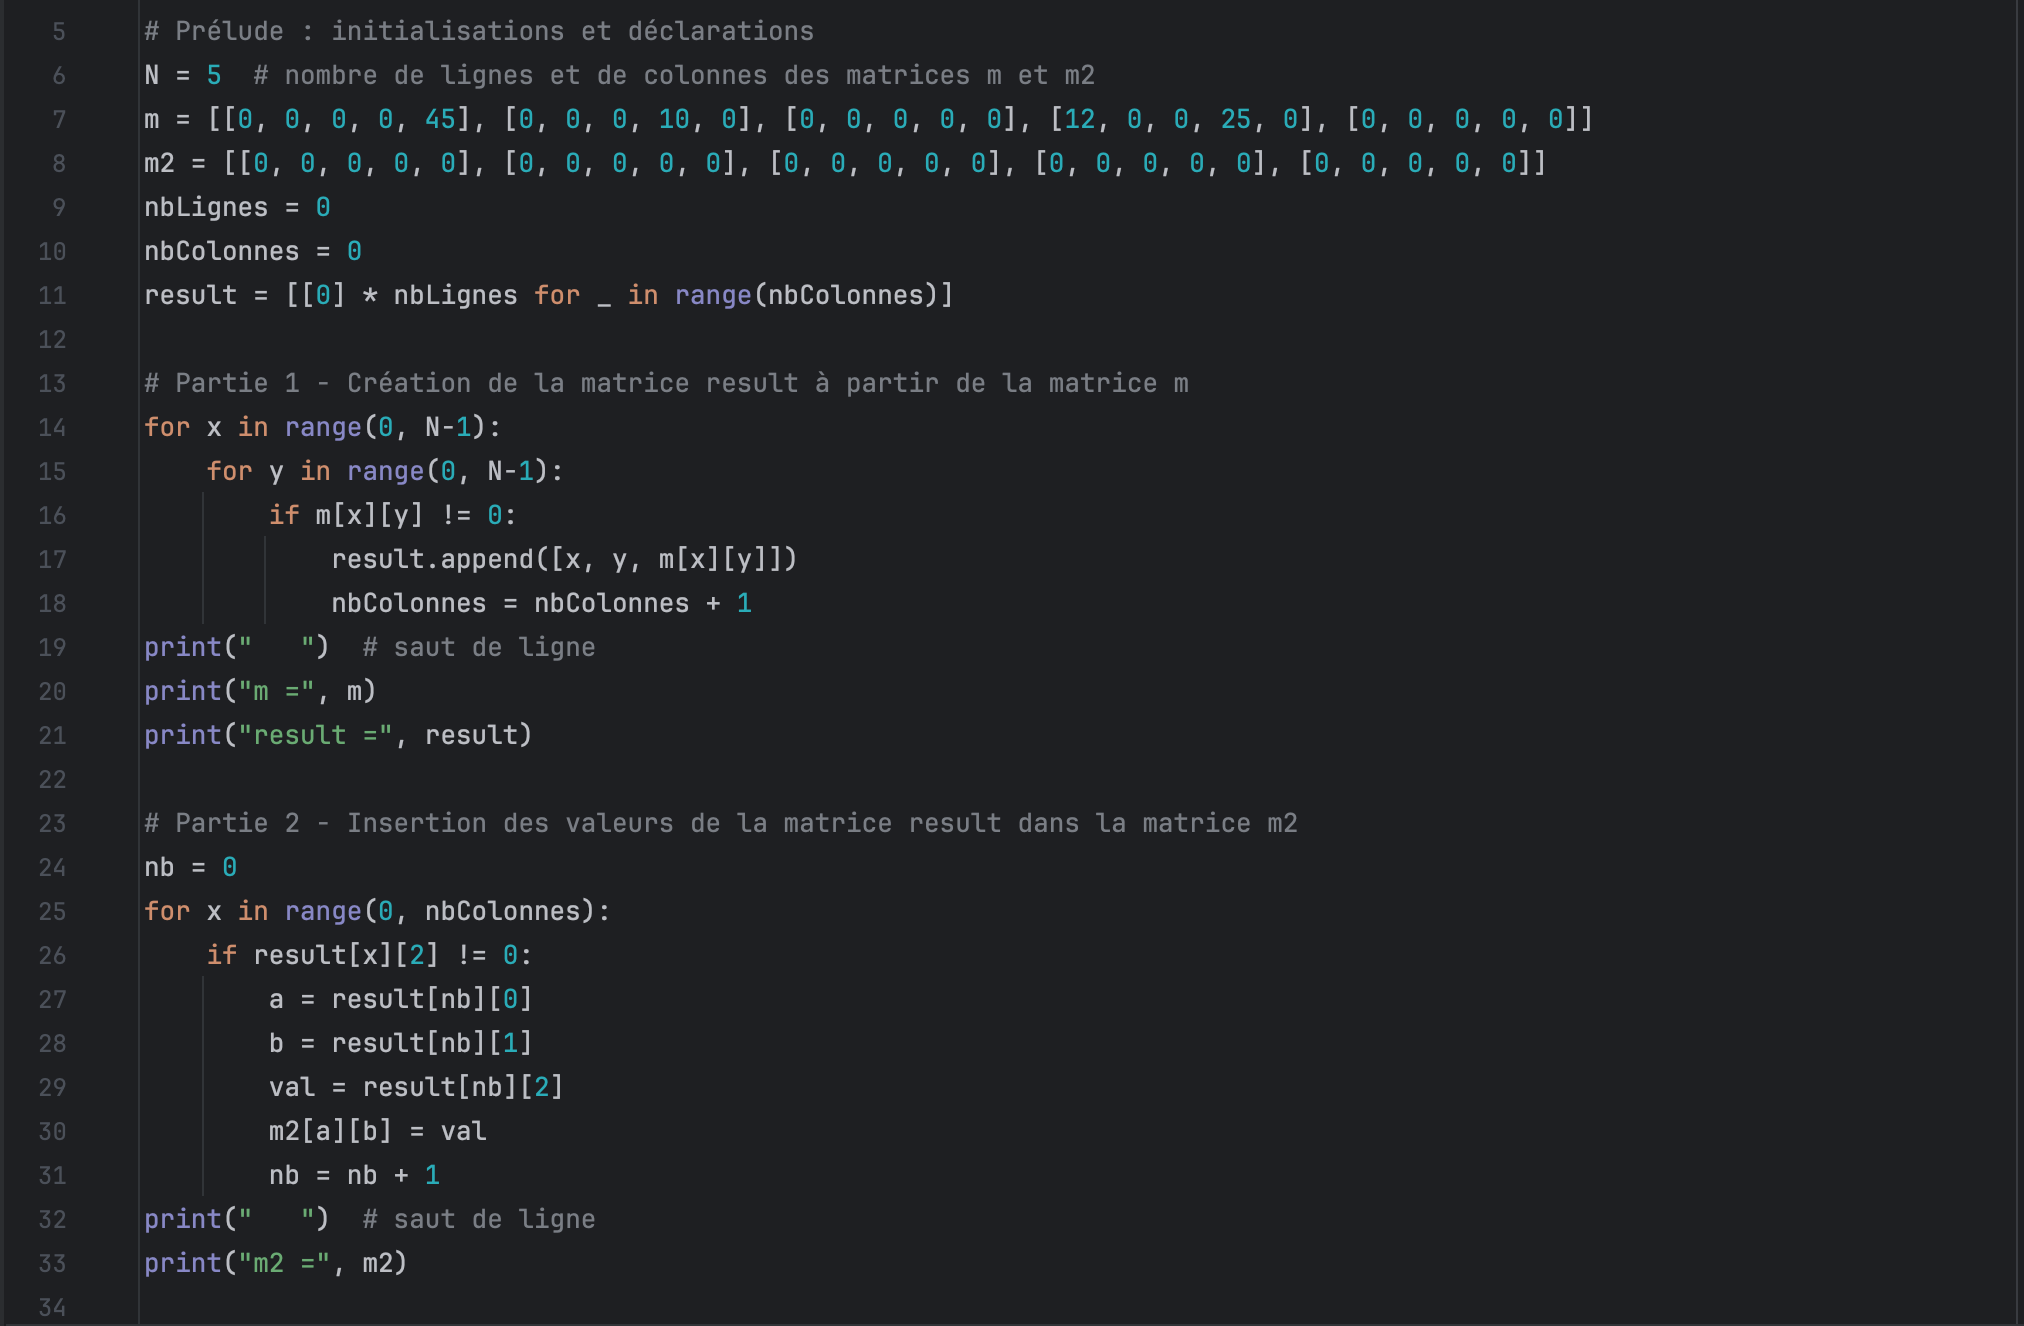 5 # Prélude : initialisations et déclarations
6 N = 5  # nombre de lignes et de colonnes des matrices m et m2
7 m = [[0, 0, 0, 0, 45], [0, 0, 0, 10, 0], [0, 0, 0, 0, 0], [12, 0, 0, 25, 0], [0, 0, 0, 0, 0]]
8 m2 = [[0, 0, 0, 0, 0], [0, 0, 0, 0, 0], [0, 0, 0, 0, 0], [0, 0, 0, 0, 0], [0, 0, 0, 0, 0]]
9 nbLignes = 0
10 nbColonnes = 0
11 result = [[0] * nbLignes for _ in range(nbColonnes)]
12
13 # Partie 1 - Création de la matrice result à partir de la matrice m
14 for x in range(0, N-1):
15     for y in range(0, N-1):
16         if m[x][y] != 0:
17             result.append([x, y, m[x][y]])
18             nbColonnes = nbColonnes + 1
19 print("   ")  # saut de ligne
20 print("m =", m)
21 print("result =", result)
22
23 # Partie 2 - Insertion des valeurs de la matrice result dans la matrice m2
24 nb = 0
25 for x in range(0, nbColonnes):
26     if result[x][2] != 0:
27         a = result[nb][0]
28         b = result[nb][1]
29         val = result[nb][2]
30         m2[a][b] = val
31         nb = nb + 1
32 print("   ")  # saut de ligne
33 print("m2 =", m2)
34